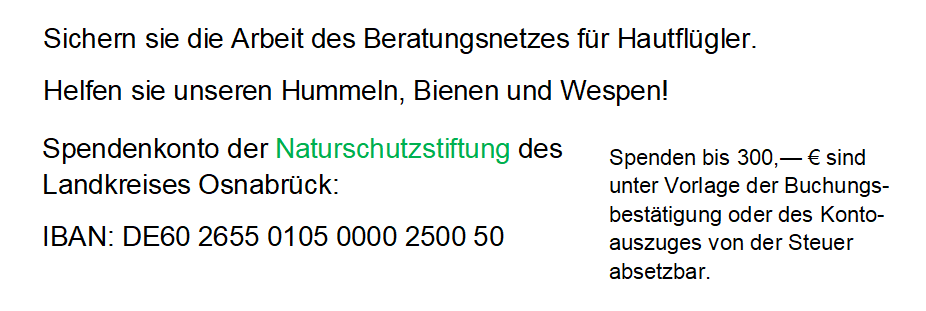 Sichern sie die Arbeit des Beratungsnetzes für Hautflügler.
Helfen sie unseren Hummeln, Bienen und Wespen!
Spendenkonto der Naturschutzstiftung des
Landkreises Osnabrück:
IBAN: DE60 2655 0105 0000 2500 50
Spenden bis 300,— € sind
unter Vorlage der Buchungs-
bestätigung oder des Konto-
auszuges von der Steuer
absetzbar.